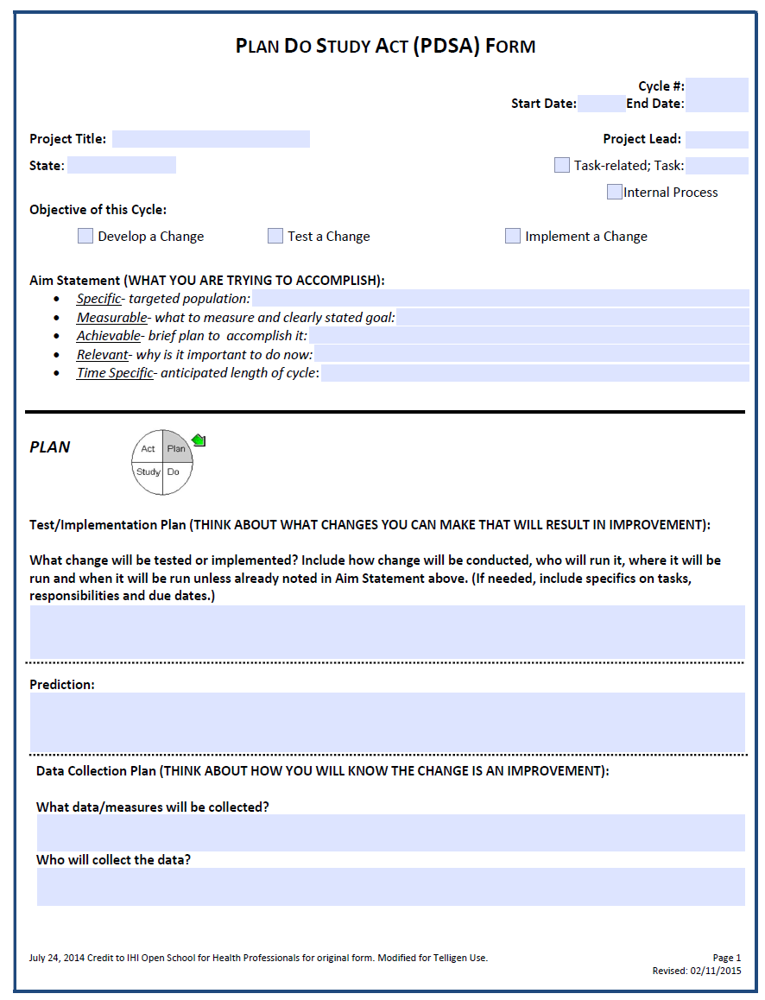 PLAN DO STUDY ACT (PDSA) FORM
Cycle #:
Start Date: End Date:
Project Title: Project Lead:
State: Task-related; Task:
Internal Process
Objective of this Cycle:
Develop a Change Test a Change Implement a Change
Aim Statement (WHAT YOU ARE TRYING TO ACCOMPLISH):
• Specific- targeted population:
• Measurable- what to measure and clearly stated goal:
• Achievable- brief plan to accomplish it:
• Relevant- why is it important to do now:
• Time Specific- anticipated length of cycle:
PLAN
Act Plan
Study Do
Test/Implementation Plan (THINK ABOUT WHAT CHANGES YOU CAN MAKE THAT WILL RESULT IN IMPROVEMENT):
What change will be tested or implemented? Include how change will be conducted, who will run it, where it will be
run and when it will be run unless already noted in Aim Statement above. (If needed, include specifics on tasks,
responsibilities and due dates.)
Prediction:
Data Collection Plan (THINK ABOUT HOW YOU WILL KNOW THE CHANGE IS AN IMPROVEMENT):
What data/measures will be collected?
Who will collect the data?
July 24, 2014 Credit to IHI Open School for Health Professionals for original form. Modified for Telligen Use. Page 1
Revised: 02/11/2015